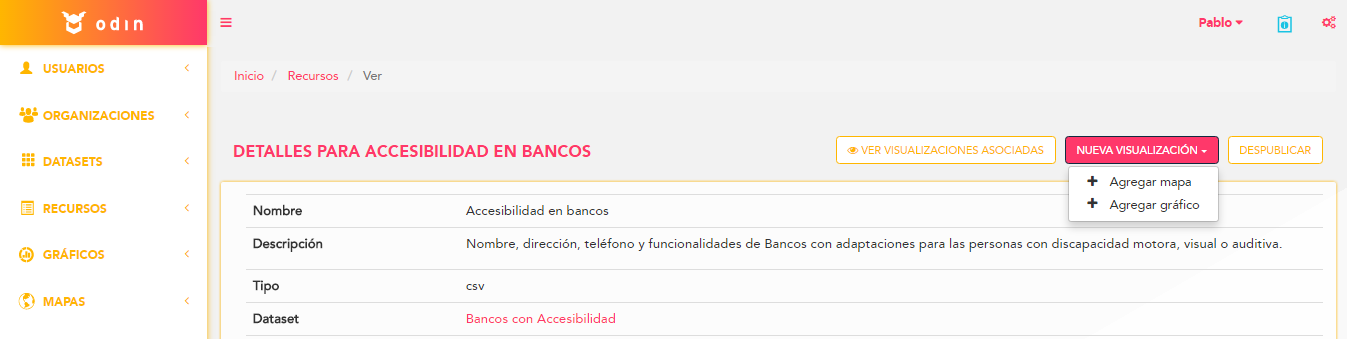 odin
Pablo
USUARIOS
ORGANIZACIONES
DATASETS
RECURSOS
GRÁFICOS
MAPAS
Inicio / Recursos / Ver
DETALLES PARA ACCESIBILIDAD EN BANCOS
VER VISUALIZACIONES ASOCIADAS
NUEVA VISUALIZACIÓN
DESPUBLICAR
Agregar mapa
Agregar gráfico
Nombre Accesibilidad en bancos
Descripción Nombre, dirección, teléfono y funcionalidades de Bancos con adaptaciones para las personas con discapacidad motora, visual o auditiva.
Tipo csv
Dataset Bancos con Accesibilidad